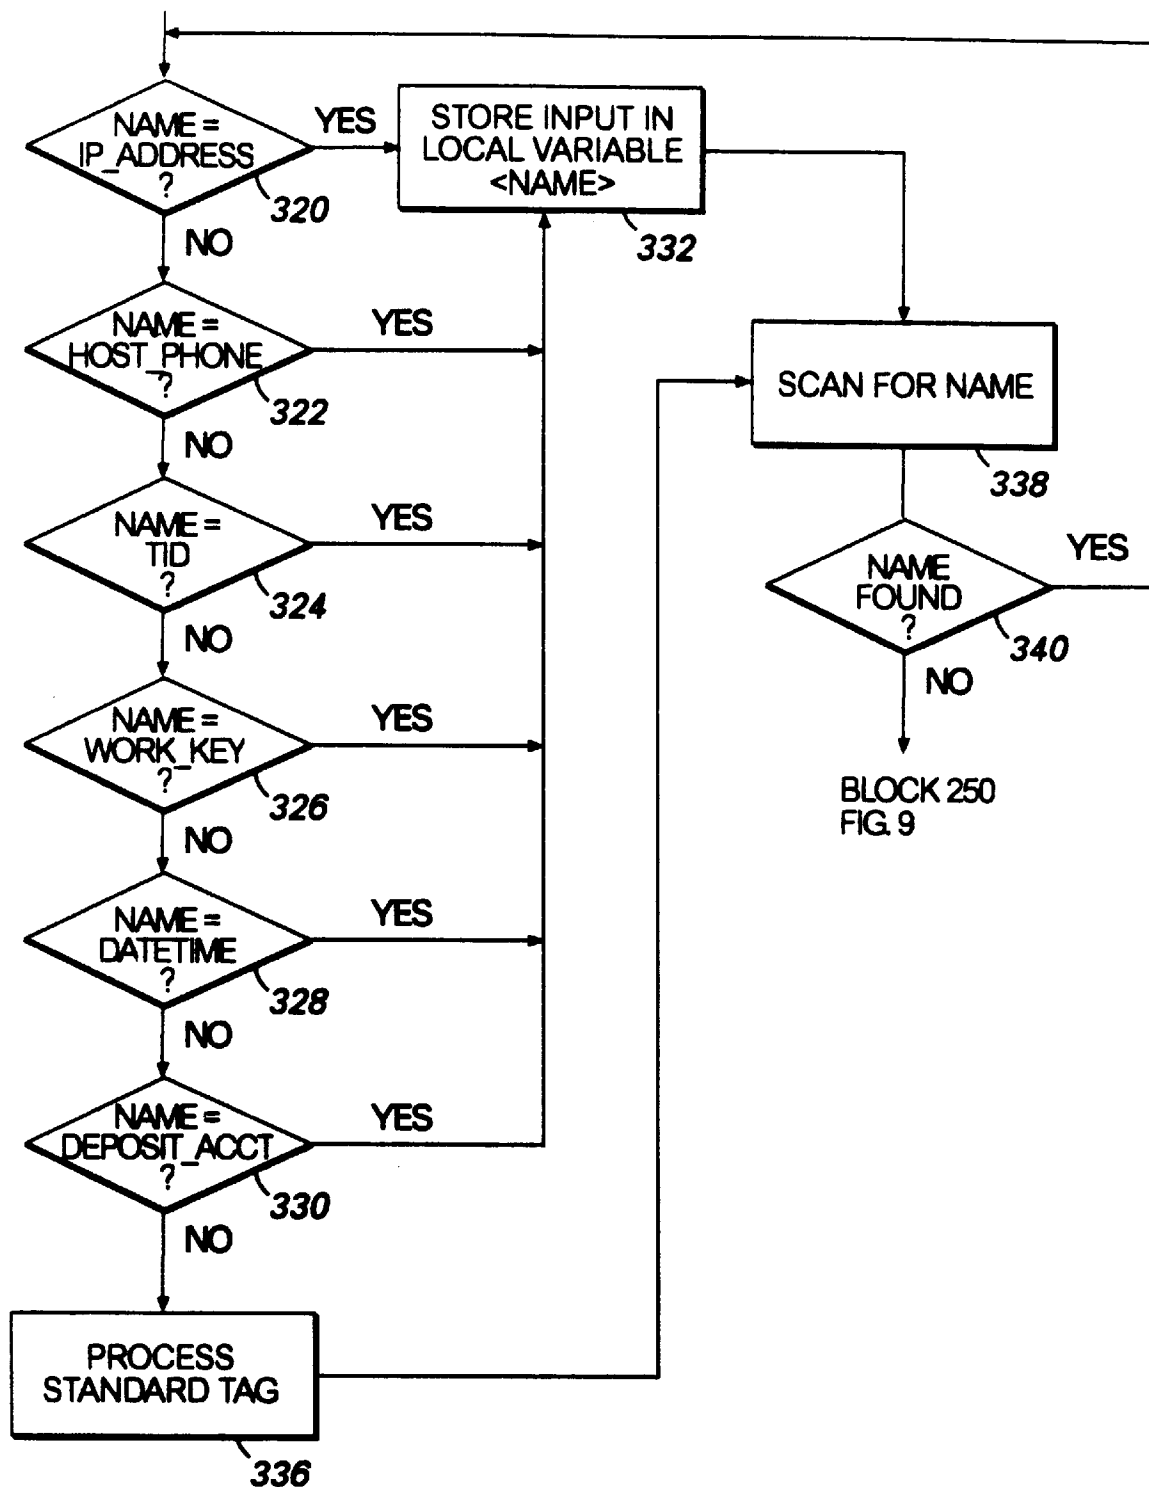 NAME =
IP_ADDRESS
?
320
YES
STORE INPUT IN
LOCAL VARIABLE
<NAME>
332
NO
NAME =
HOST_PHONE
?
322
YES
SCAN FOR NAME
338
NO
NAME =
TID
?
324
YES
NAME
FOUND
?
340
YES
NO
BLOCK 250
FIG. 9
NO
NAME =
WORK_KEY
?
326
YES
NO
NAME =
DATETIME
?
328
YES
NO
NAME =
DEPOSIT_ACCT
?
330
YES
NO
PROCESS
STANDARD TAG
336